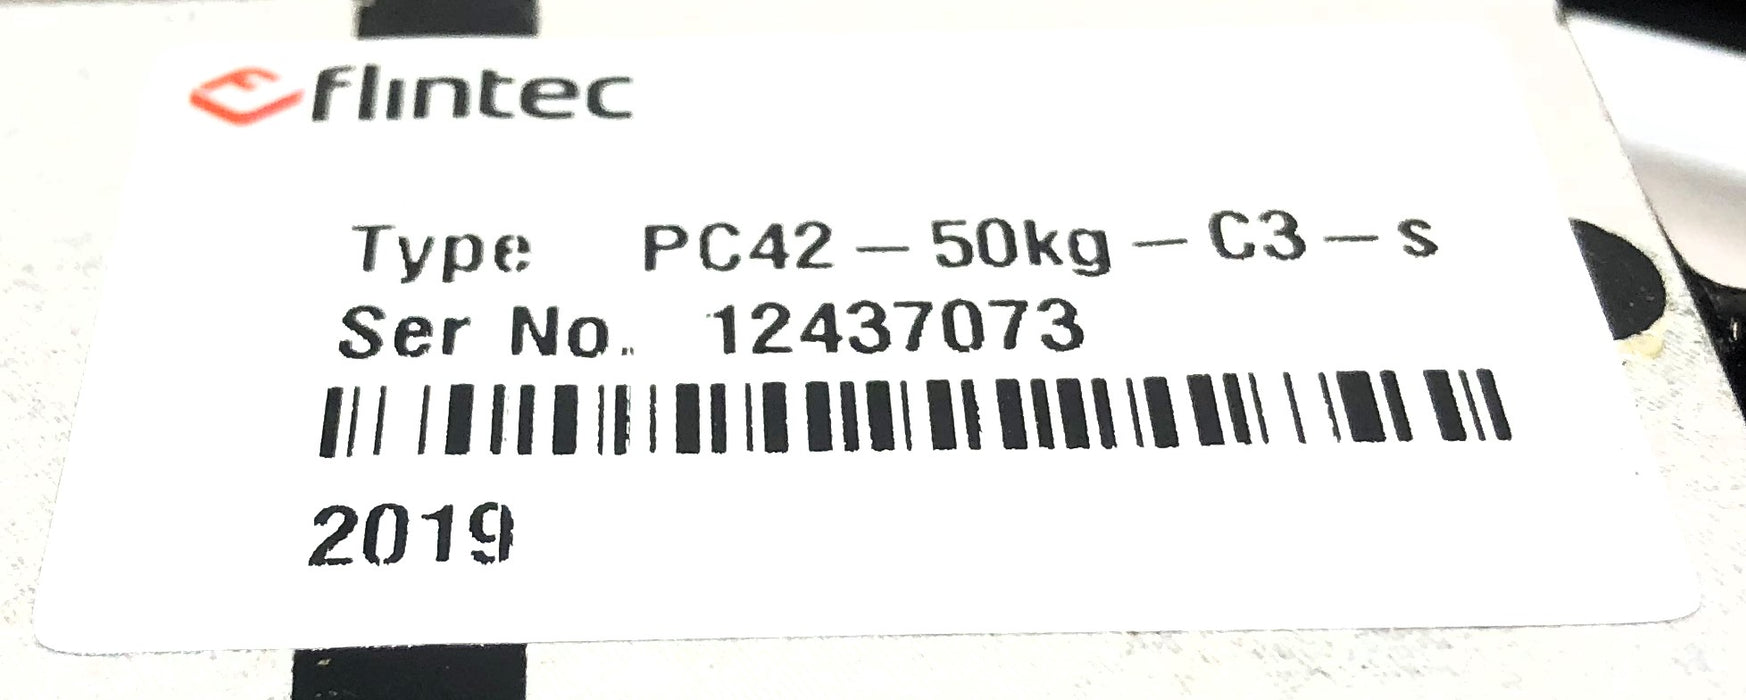 flintec
Type PC42-50kg-C3-s
Ser No. 12437073
2019